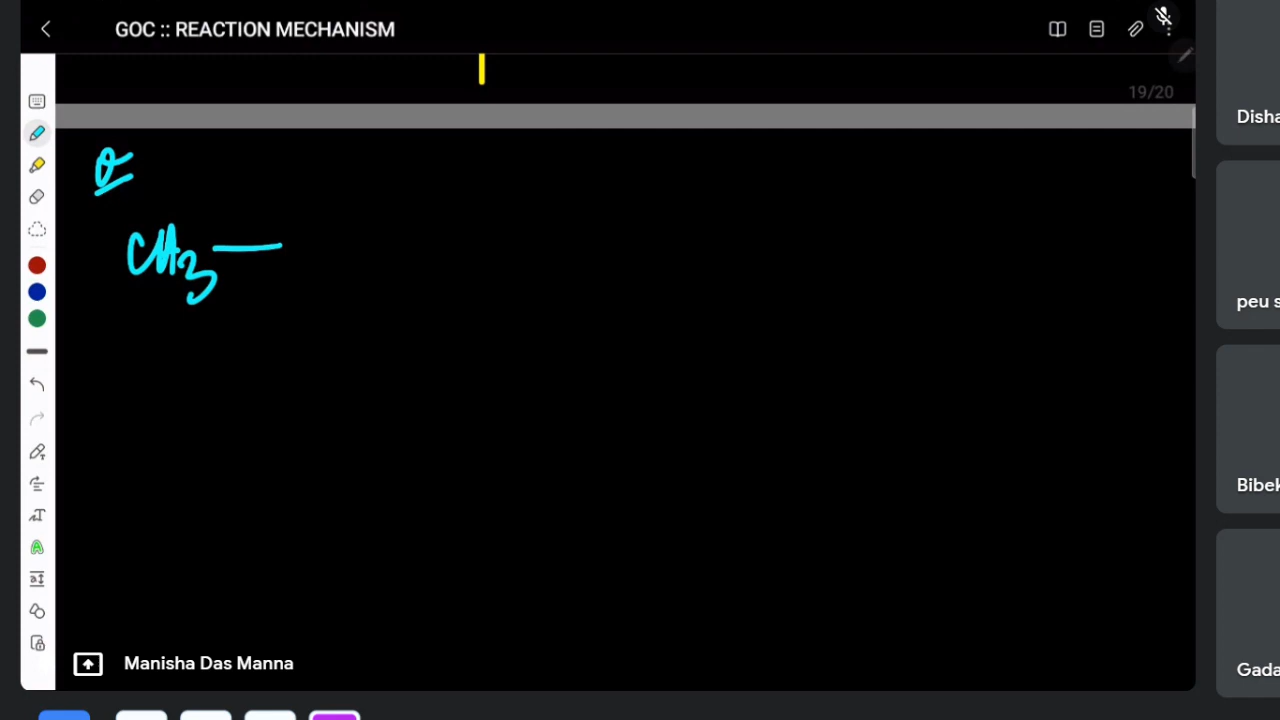 GOC :: REACTION MECHANISM
19/20
Q
CH3 —
Manisha Das Manna
Disha
peu s
Bibek
Gada